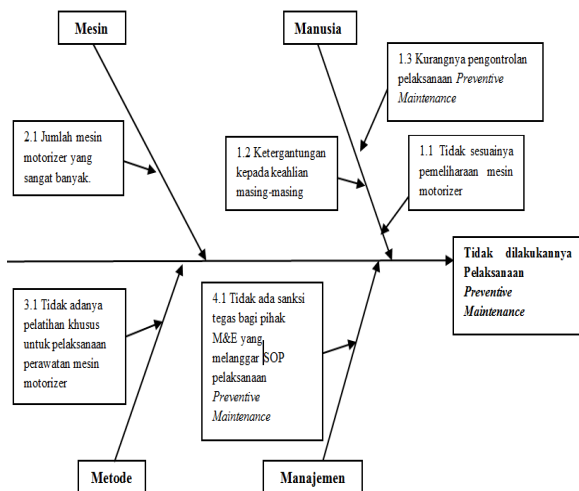 Mesin
Manusia
1.3 Kurangnya pengontrolan
pelaksanaan Preventive
Maintenance
2.1 Jumlah mesin
motorizer yang
sangat banyak.
1.2 Ketergantungan
kepada keahlian
masing-masing
1.1 Tidak sesuainya
pemeliharaan mesin
motorizer
Tidak dilakukannya
Pelaksanaan
Preventive
Maintenance
3.1 Tidak adanya
pelatihan khusus
untuk pelaksanaan
perawatan mesin
motorizer
4.1 Tidak ada sanksi
tegas bagi pihak
M&E yang
melanggar SOP
pelaksanaan
Preventive
Maintenance
Metode
Manajemen